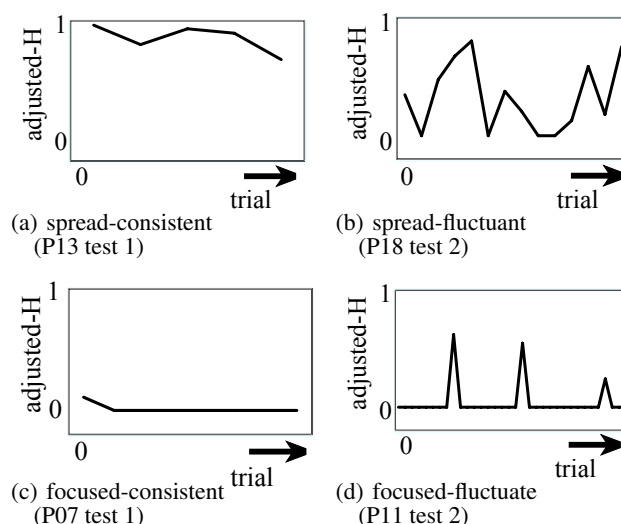 1
adjusted-H
0
0
trial
(a) spread-consistent
(P13 test 1)
1
adjusted-H
0
0
trial
(b) spread-fluctuant
(P18 test 2)
1
adjusted-H
0
0
trial
(c) focused-consistent
(P07 test 1)
1
adjusted-H
0
0
trial
(d) focused-fluctuate
(P11 test 2)